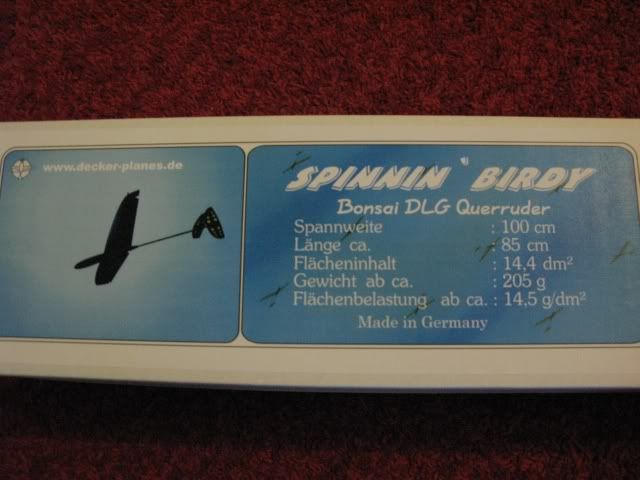 www.decker-planes.de
SPINNIN 'BIRDY
Bonsai DLG Querruder
Spannweite : 100 cm
Länge ca. : 85 cm
Flächeninhalt : 14,4 dm²
Gewicht ab ca. : 205 g
Flächenbelastung ab ca. : 14,5 g/dm²
Made in Germany